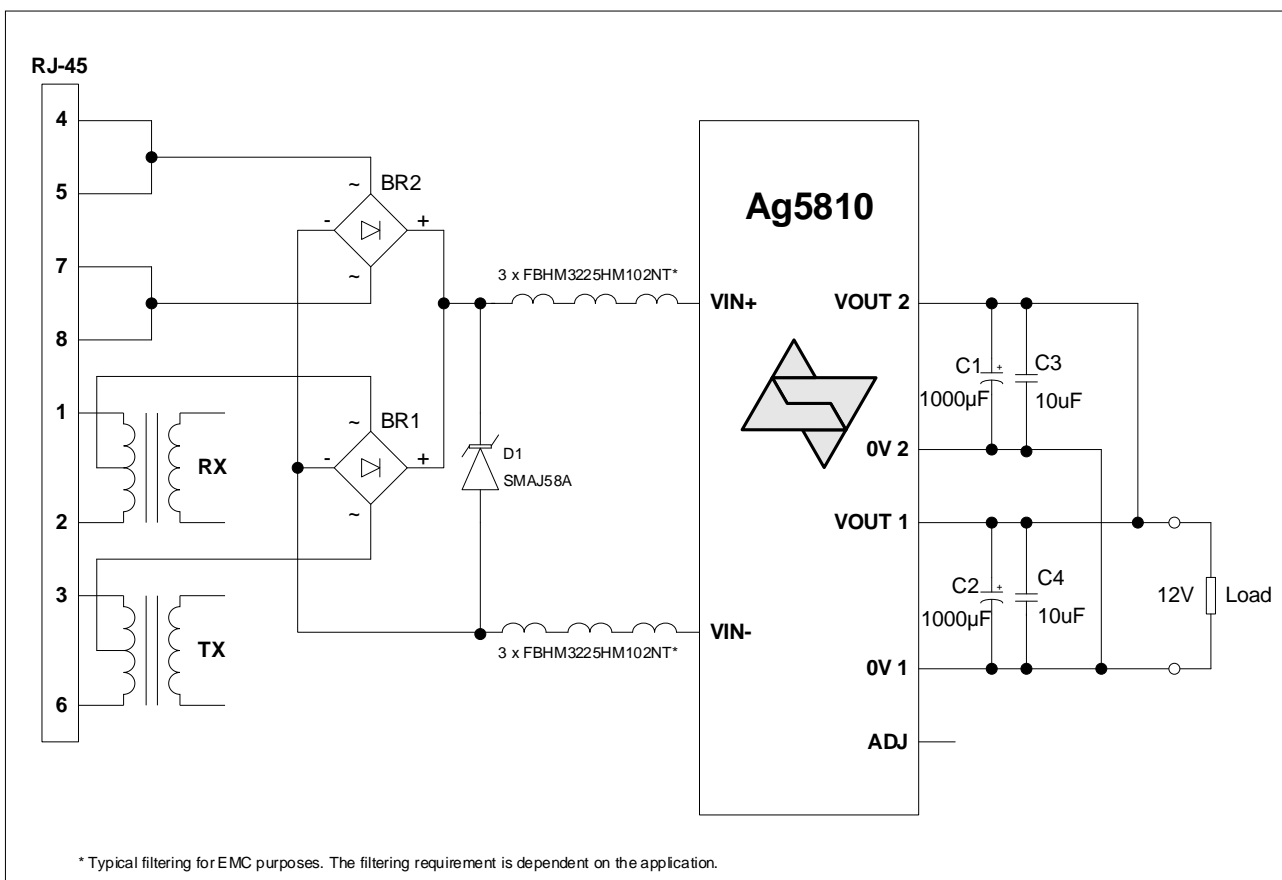 RJ-45
4
5
7
8
1
2
3
6
RX
TX
~
BR2
-
+
~
~
BR1
-
+
~
3 x FBHM3225HM102NT*
D1
SMAJ58A
3 x FBHM3225HM102NT*
Ag5810
VIN+
VIN-
VOUT 2
0V 2
VOUT 1
0V 1
ADJ
C1
+
1000µF
C3
10uF
C2
+
1000µF
C4
10uF
12V
Load
* Typical filtering for EMC purposes. The filtering requirement is dependent on the application.